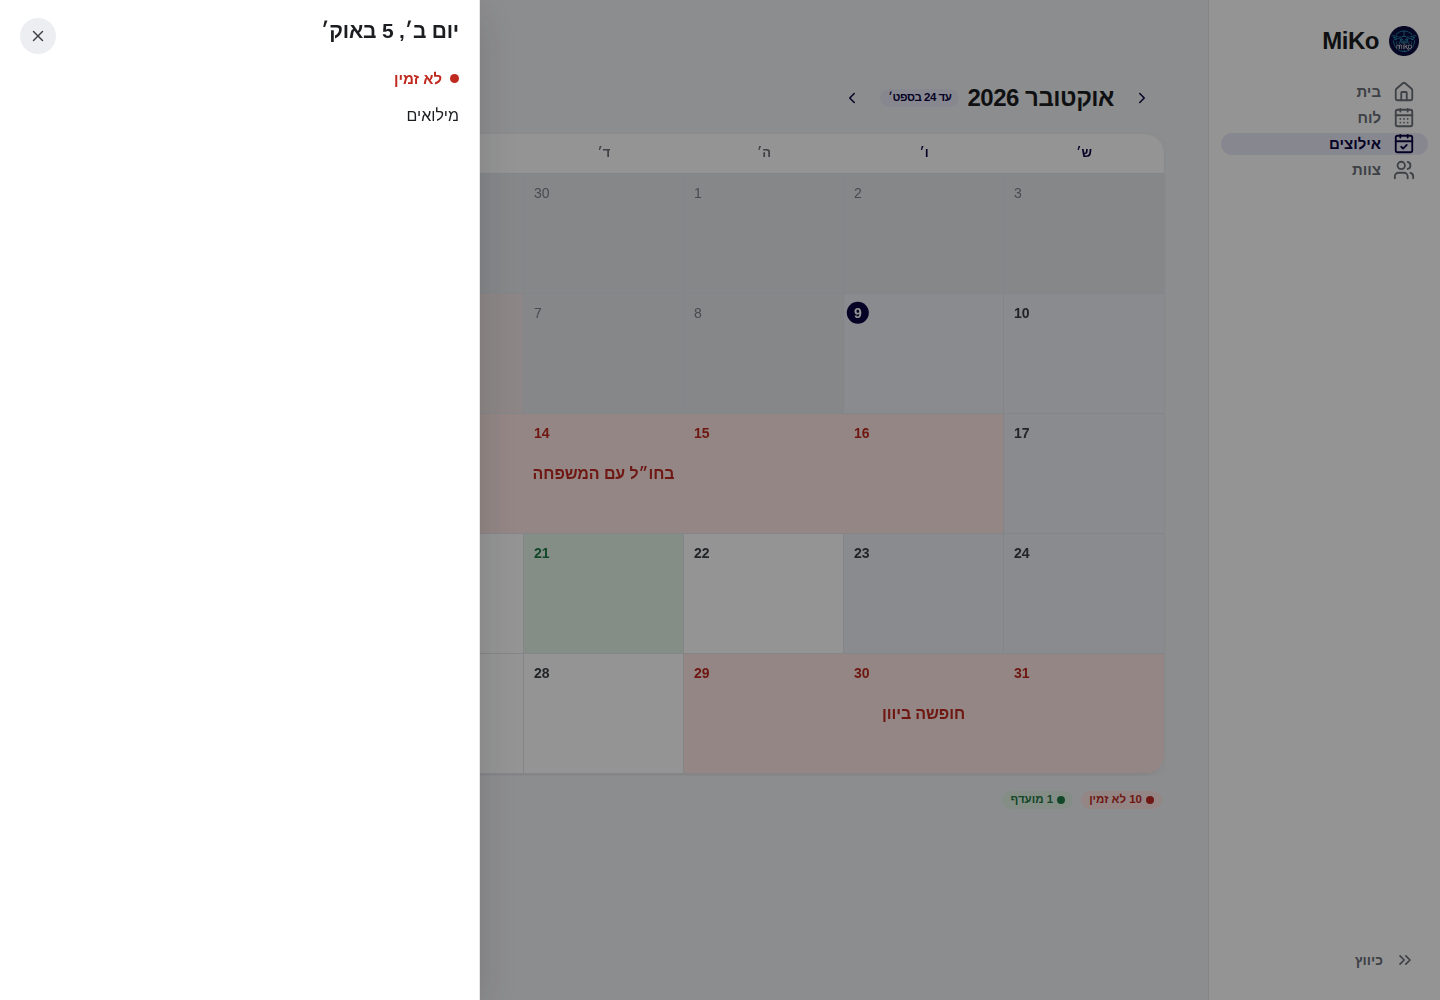 יום ב׳, 5 באוק׳
לא זמין
מילואים
MiKo
בית
לוח
אילוצים
צוות
כיווץ
אוקטובר 2026
עד 24 בספט׳
ש׳
ו׳
ה׳
ד׳
3
2
1
30
10
9
8
7
17
16
15
14
בחו״ל עם המשפחה
24
23
22
21
31
30
29
28
חופשה ביוון
10 לא זמין
1 מועדף